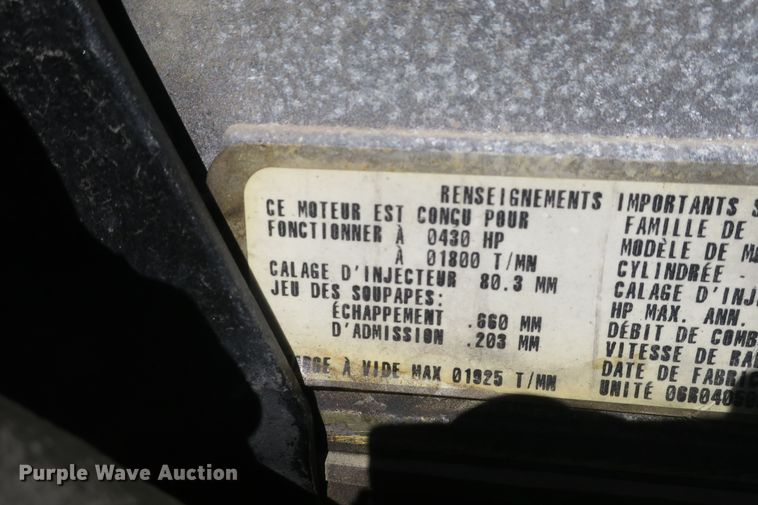 RENSEIGNEMENTS IMPORTANTS
CE MOTEUR EST CONÇU POUR
FONCTIONNER À 0430 HP
À 01800 T/MN
CALAGE D'INJECTEUR 80.3 MM
JEU DES SOUPAPES:
ÉCHAPPEMENT .660 MM
D'ADMISSION .203 MM
À VIDE MAX 01925 T/MN
FAMILLE DE
MODÈLE DE
CYLINDRÉE -
CALAGE D'INJ
HP MAX. ANN.
DÉBIT DE COMB
VITESSE DE RA
DATE DE FABRIC
UNITÉ 06R040
Purple Wave Auction